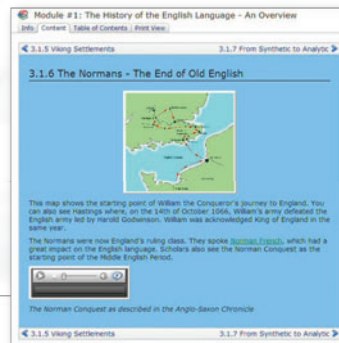 Module #1: The History of the English Language - An Overview
Info Content Table of Contents Print View
3.1.5 Viking Settlements 3.1.7 From Synthetic to Analytic
3.1.6 The Normans - The End of Old English
This map shows the starting point of William the Conqueror's journey to England. You
can also see Hastings where, on the 14th of October 1066, William's army defeated the
English army led by Harold Godwinson. William was acknowledged King of England in the
same year.
The Normans were now England's ruling class. They spoke Norman French, which had a
great impact on the English language. Scholars also see the Norman Conquest as the
starting point of the Middle English Period.
The Norman Conquest as described in the Anglo-Saxon Chronicle
3.1.5 Viking Settlements 3.1.7 From Synthetic to Analytic